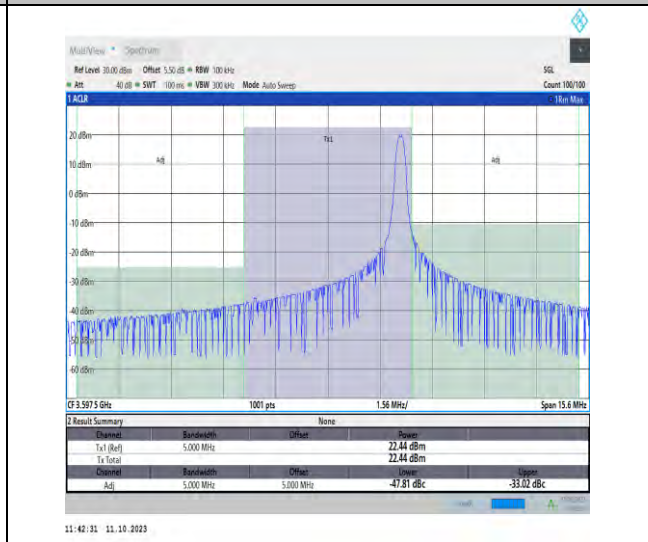 MultiView Spectrum
Ref Level 30.00 dBm Offset 5.50 dB RBW 100 kHz SGL
Att 40 dB SWT 100 ms VBW 300 kHz Mode Auto Sweep Count 100/100
1 ACLR 1Rm Max
Tx1
20 dBm
Adj Adj
10 dBm
0 dBm
-10 dBm
-20 dBm
-30 dBm
-40 dBm
-50 dBm
-60 dBm
CF 3.5975 GHz 1001 pts 1.56 MHz/ Span 15.6 MHz
2 Result Summary None
Channel Bandwidth Offset Power
Tx1 (Ref) 5.000 MHz 22.44 dBm
Tx Total 22.44 dBm
Channel Bandwidth Offset Lower Upper
Adj 5.000 MHz 5.000 MHz -47.81 dBc -33.02 dBc
11:42:31 11.10.2023